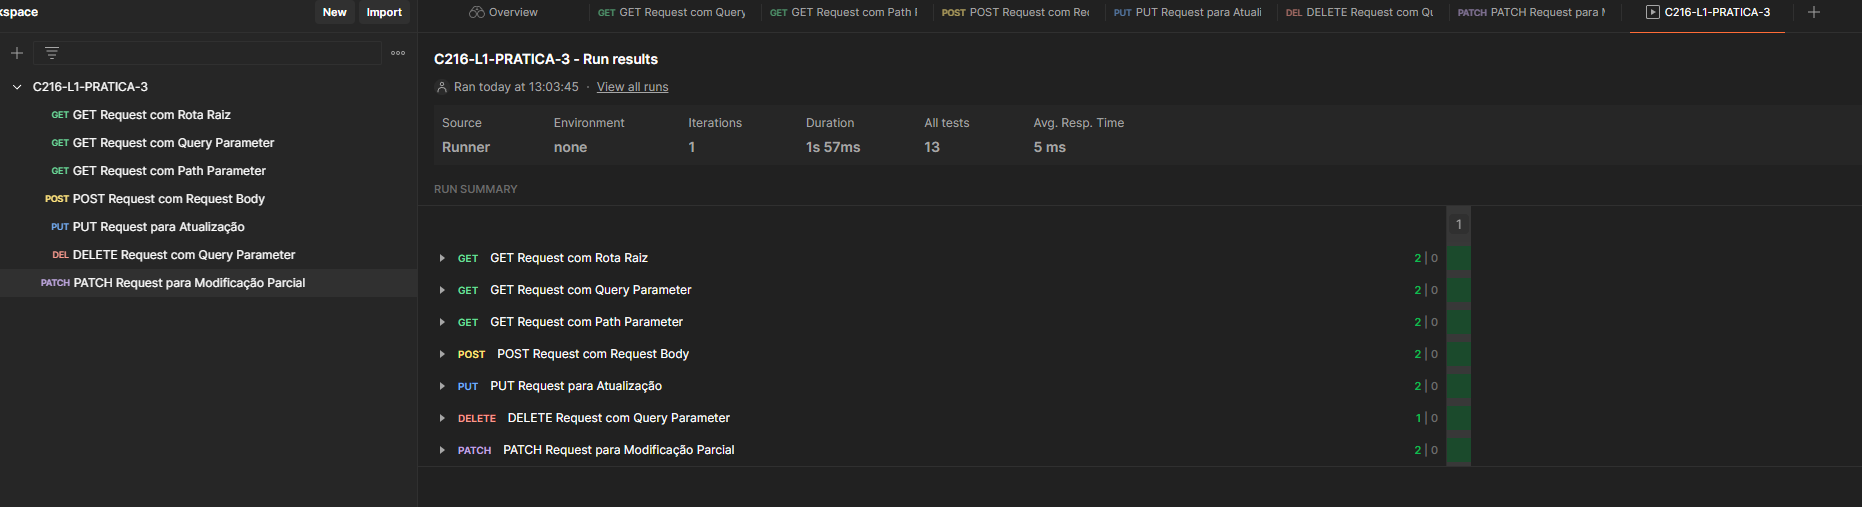 kspace New Import
Overview GET GET Request com Query GET GET Request com Path POST POST Request com Re PUT PUT Request para Atuali DEL DELETE Request com Qu PATCH PATCH Request para C216-L1-PRATICA-3
C216-L1-PRATICA-3
GET GET Request com Rota Raiz
GET GET Request com Query Parameter
GET GET Request com Path Parameter
POST POST Request com Request Body
PUT PUT Request para Atualização
DEL DELETE Request com Query Parameter
PATCH PATCH Request para Modificação Parcial
C216-L1-PRATICA-3 - Run results
Ran today at 13:03:45 · View all runs
Source Environment Iterations Duration All tests Avg. Resp. Time
Runner none 1 1s 57ms 13 5 ms
RUN SUMMARY
1
GET GET Request com Rota Raiz 2 | 0
GET GET Request com Query Parameter 2 | 0
GET GET Request com Path Parameter 2 | 0
POST POST Request com Request Body 2 | 0
PUT PUT Request para Atualização 2 | 0
DELETE DELETE Request com Query Parameter 1 | 0
PATCH PATCH Request para Modificação Parcial 2 | 0